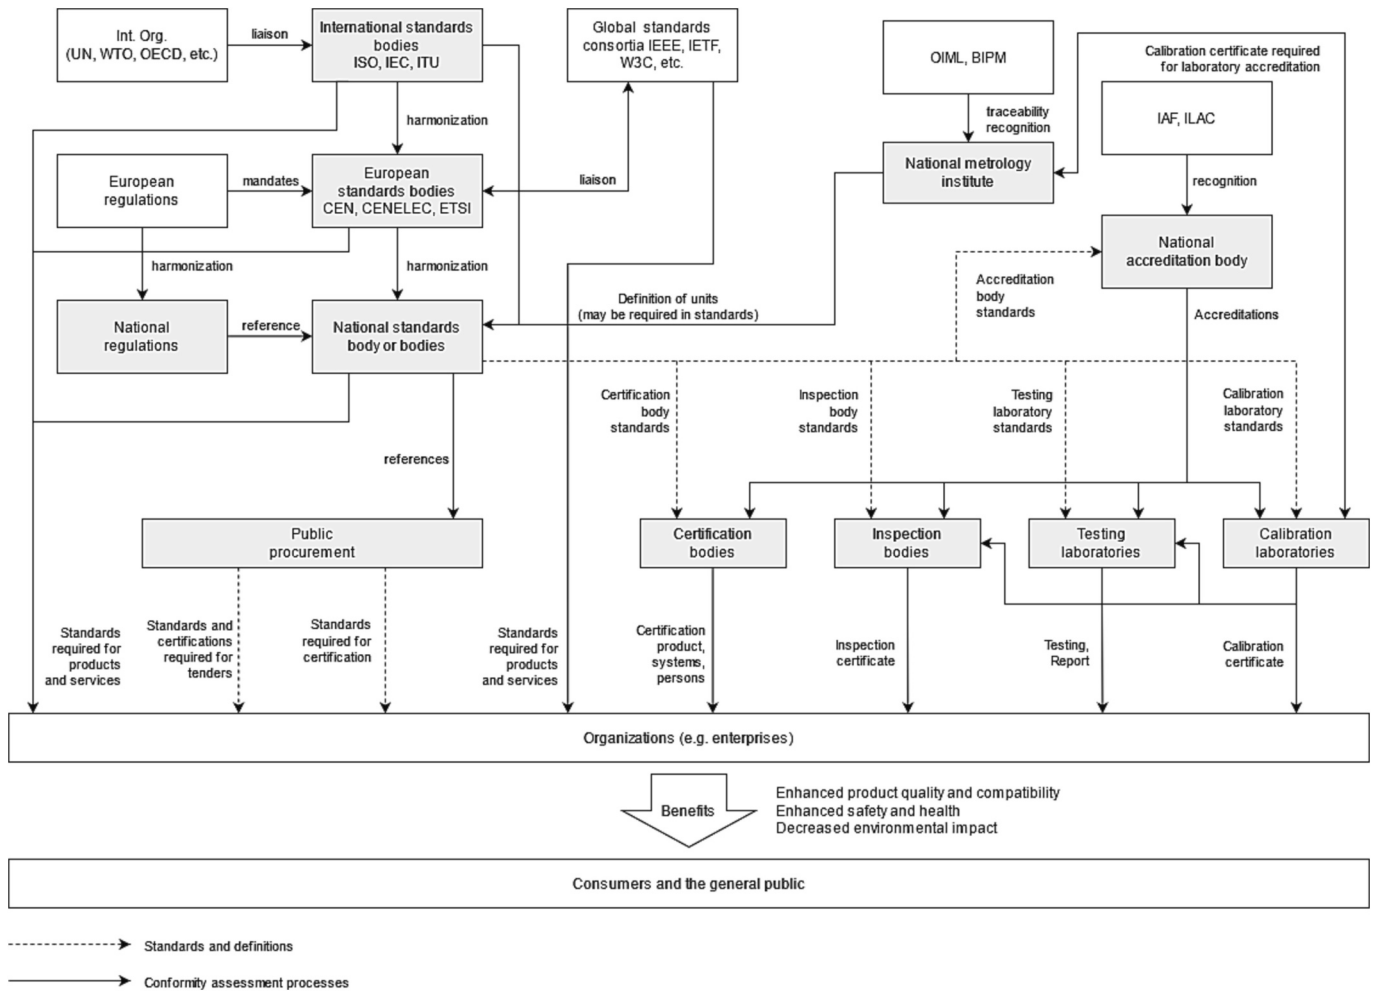 Int. Org.
(UN, WTO, OECD, etc.)
liaison
International standards
bodies
ISO, IEC, ITU
Global standards
consortia IEEE, IETF,
W3C, etc.
OIML, BIPM
Calibration certificate required
for laboratory accreditation
IAF, ILAC
harmonization
traceability
recognition
European
regulations
mandates
European
standards bodies
CEN, CENELEC, ETSI
liaison
National metrology
institute
recognition
National
accreditation body
harmonization
harmonization
Accreditation
body
standards
Definition of units
(may be required in standards)
Accreditations
National
regulations
reference
National standards
body or bodies
Certification
body
standards
Inspection
body
standards
Testing
laboratory
standards
Calibration
laboratory
standards
references
Public
procurement
Certification
bodies
Inspection
bodies
Testing
laboratories
Calibration
laboratories
Standards
required for
products
and services
Standards and
certifications
required for
tenders
Standards
required for
certification
Standards
required for
products
and services
Certification
product,
systems,
persons
Inspection
certificate
Testing,
Report
Calibration
certificate
Organizations (e.g. enterprises)
Benefits
Enhanced product quality and compatibility
Enhanced safety and health
Decreased environmental impact
Consumers and the general public
Standards and definitions
Conformity assessment processes